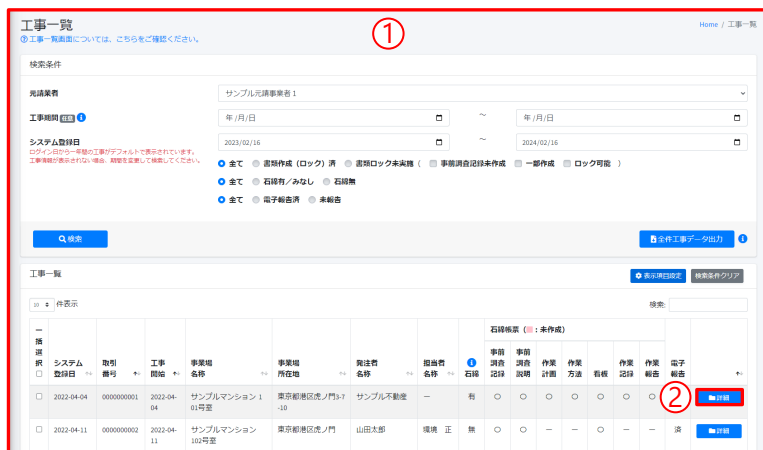 工事一覧
①
Home / 工事一覧
工事一覧画面については、こちらをご確認ください。
検索条件
元請業者
サンプル元請事業者1
工事期間 任意
年 /月/日 ～ 年 /月/日
システム登録日
ログイン日から一年間の工事がデフォルトで表示されています。
工事情報が表示されない場合、期間を変更して検索してください。
2023/02/16 ～ 2024/02/16
全て 書類作成（ロック）済 書類ロック未実施（ 事前調査記録未作成 一部作成 ロック可能 ）
全て 石綿有／みなし 石綿無
全て 電子報告済 未報告
検索
全件工事データ出力
工事一覧
表示項目設定 検索条件クリア
10 件表示
検索:
石綿帳票（ : 未作成）
一括選択 システム登録日 取引番号 工事開始 事業場名称 事業場所在地 発注者名称 担当者名称 石綿 事前調査記録 事前調査説明 作業計画 作業方法 看板 作業記録 作業報告 電子報告
2022-04-04 0000000001 2022-04-04 サンプルマンション 101号室 東京都港区虎ノ門3-7-10 サンプル不動産 ー 有 ○ ○ ○ ○ ○ ○ ○ ② 詳細
2022-04-11 0000000002 2022-04-11 サンプルマンション 102号室 東京都港区虎ノ門 山田太郎 環境 正 無 ○ ○ ー ー ○ ー ー 済 詳細